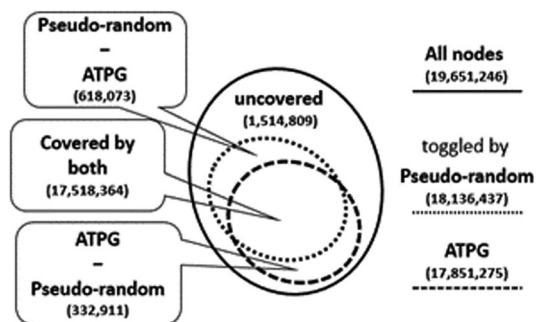 Pseudo-random
–
ATPG
(618,073)
Covered by
both
(17,518,364)
ATPG
–
Pseudo-random
(332,911)
uncovered
(1,514,809)
All nodes
(19,651,246)
toggled by
Pseudo-random
(18,136,437)
ATPG
(17,851,275)